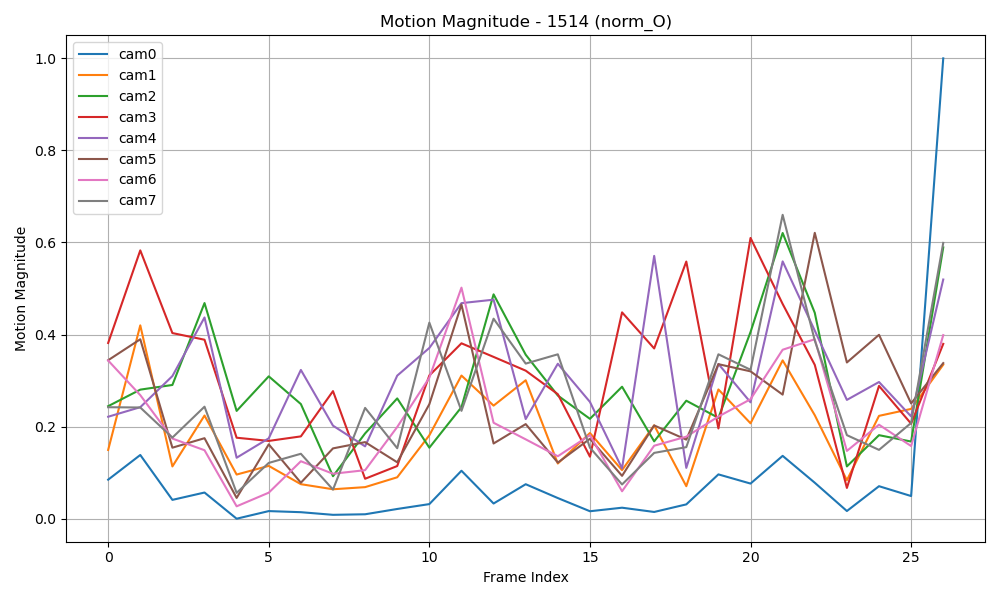 Motion Magnitude - 1514 (norm_O)
cam0
cam1
cam2
cam3
cam4
cam5
cam6
cam7
1.0
0.8
0.6
0.4
0.2
0.0
Motion Magnitude
0 5 10 15 20 25
Frame Index